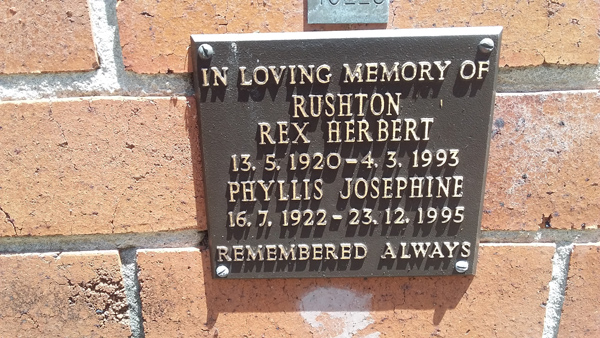 IN LOVING MEMORY OF
RUSHTON
REX HERBERT
13. 5. 1920 - 4. 3. 1993
PHYLLIS JOSEPHINE
16. 7. 1922 - 23. 12. 1995
REMEMBERED ALWAYS